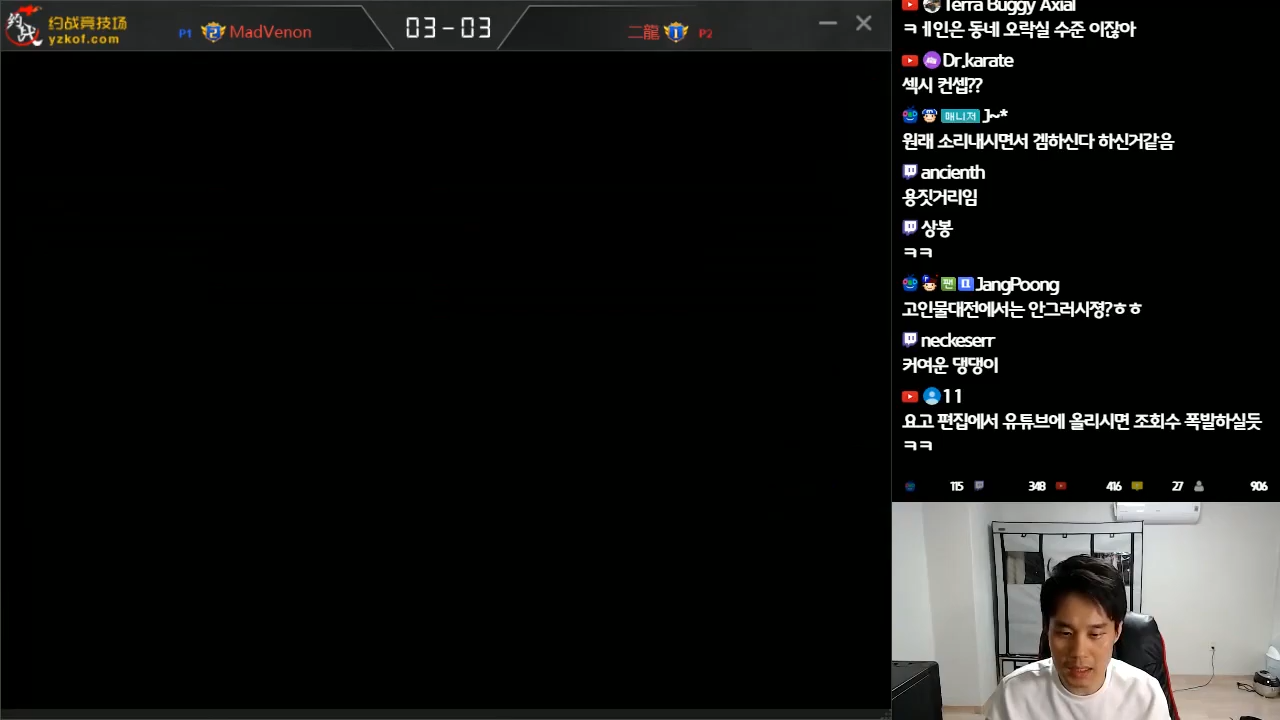 约战竞技场
yzkof.com
P1 2 MadVenon
03-03
二龍 1 P2
Terra Buggy Axial
ㅋㅔ인은 동네 오락실 수준 이잖아
Dr.karate
섹시 컨셉??
매니저 J~*
원래 소리내시면서 겜하신다 하신거같음
ancienth
용짓거리임
상봉
ㅋㅋ
팬 JangPoong
고인물대전에서는 안그러시졍?ㅎㅎ
neckeserr
커여운 댕댕이
11
요고 편집에서 유튜브에 올리시면 조회수 폭발하실듯
ㅋㅋ
115 348 416 27 906